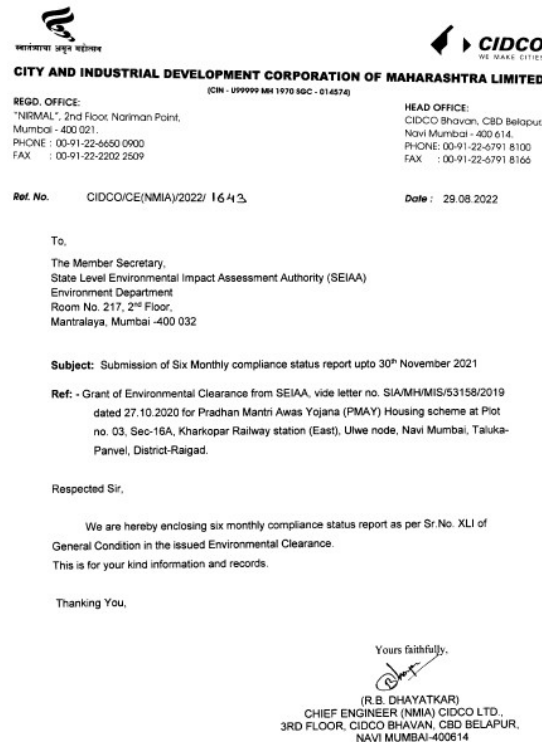 स्वातंत्र्याचा अमृत महोत्सव
CIDCO
WE MAKE CITIES
CITY AND INDUSTRIAL DEVELOPMENT CORPORATION OF MAHARASHTRA LIMITED
(CIN - U99999 MH 1970 SGC - 014574)
REGD. OFFICE:
"NIRMAL", 2nd Floor, Nariman Point,
Mumbai - 400 021.
PHONE : 00-91-22-6650 0900
FAX : 00-91-22-2202 2509
HEAD OFFICE:
CIDCO Bhavan, CBD Belapur,
Navi Mumbai - 400 614.
PHONE: 00-91-22-6791 8100
FAX : 00-91-22-6791 8166
Ref. No. CIDCO/CE(NMIA)/2022/ 1643
Date : 29.08.2022
To,
The Member Secretary,
State Level Environmental Impact Assessment Authority (SEIAA)
Environment Department
Room No. 217, 2nd Floor,
Mantralaya, Mumbai -400 032
Subject: Submission of Six Monthly compliance status report upto 30th November 2021
Ref: - Grant of Environmental Clearance from SEIAA, vide letter no. SIA/MH/MIS/53158/2019
dated 27.10.2020 for Pradhan Mantri Awas Yojana (PMAY) Housing scheme at Plot
no. 03, Sec-16A, Kharkopar Railway station (East), Ulwe node, Navi Mumbai, Taluka-
Panvel, District-Raigad.
Respected Sir,
We are hereby enclosing six monthly compliance status report as per Sr.No. XLI of
General Condition in the issued Environmental Clearance.
This is for your kind information and records.
Thanking You,
Yours faithfully,
(R.B. DHAYATKAR)
CHIEF ENGINEER (NMIA) CIDCO LTD.,
3RD FLOOR, CIDCO BHAVAN, CBD BELAPUR,
NAVI MUMBAI-400614